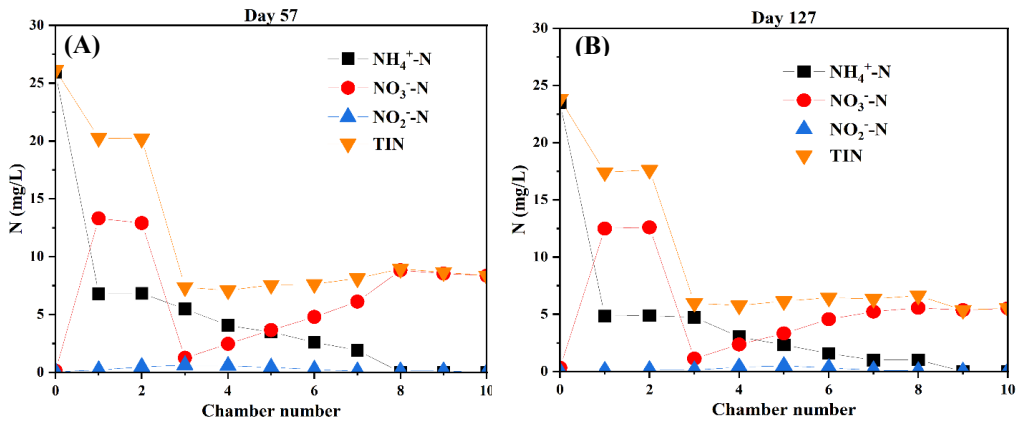 Day 57
(A)
NH₄⁺-N
NO₃⁻-N
NO₂⁻-N
TIN
N (mg/L)
30
25
20
15
10
5
0
0 2 4 6 8 10
Chamber number
Day 127
(B)
NH₄⁺-N
NO₃⁻-N
NO₂⁻-N
TIN
N (mg/L)
30
25
20
15
10
5
0
0 2 4 6 8 10
Chamber number